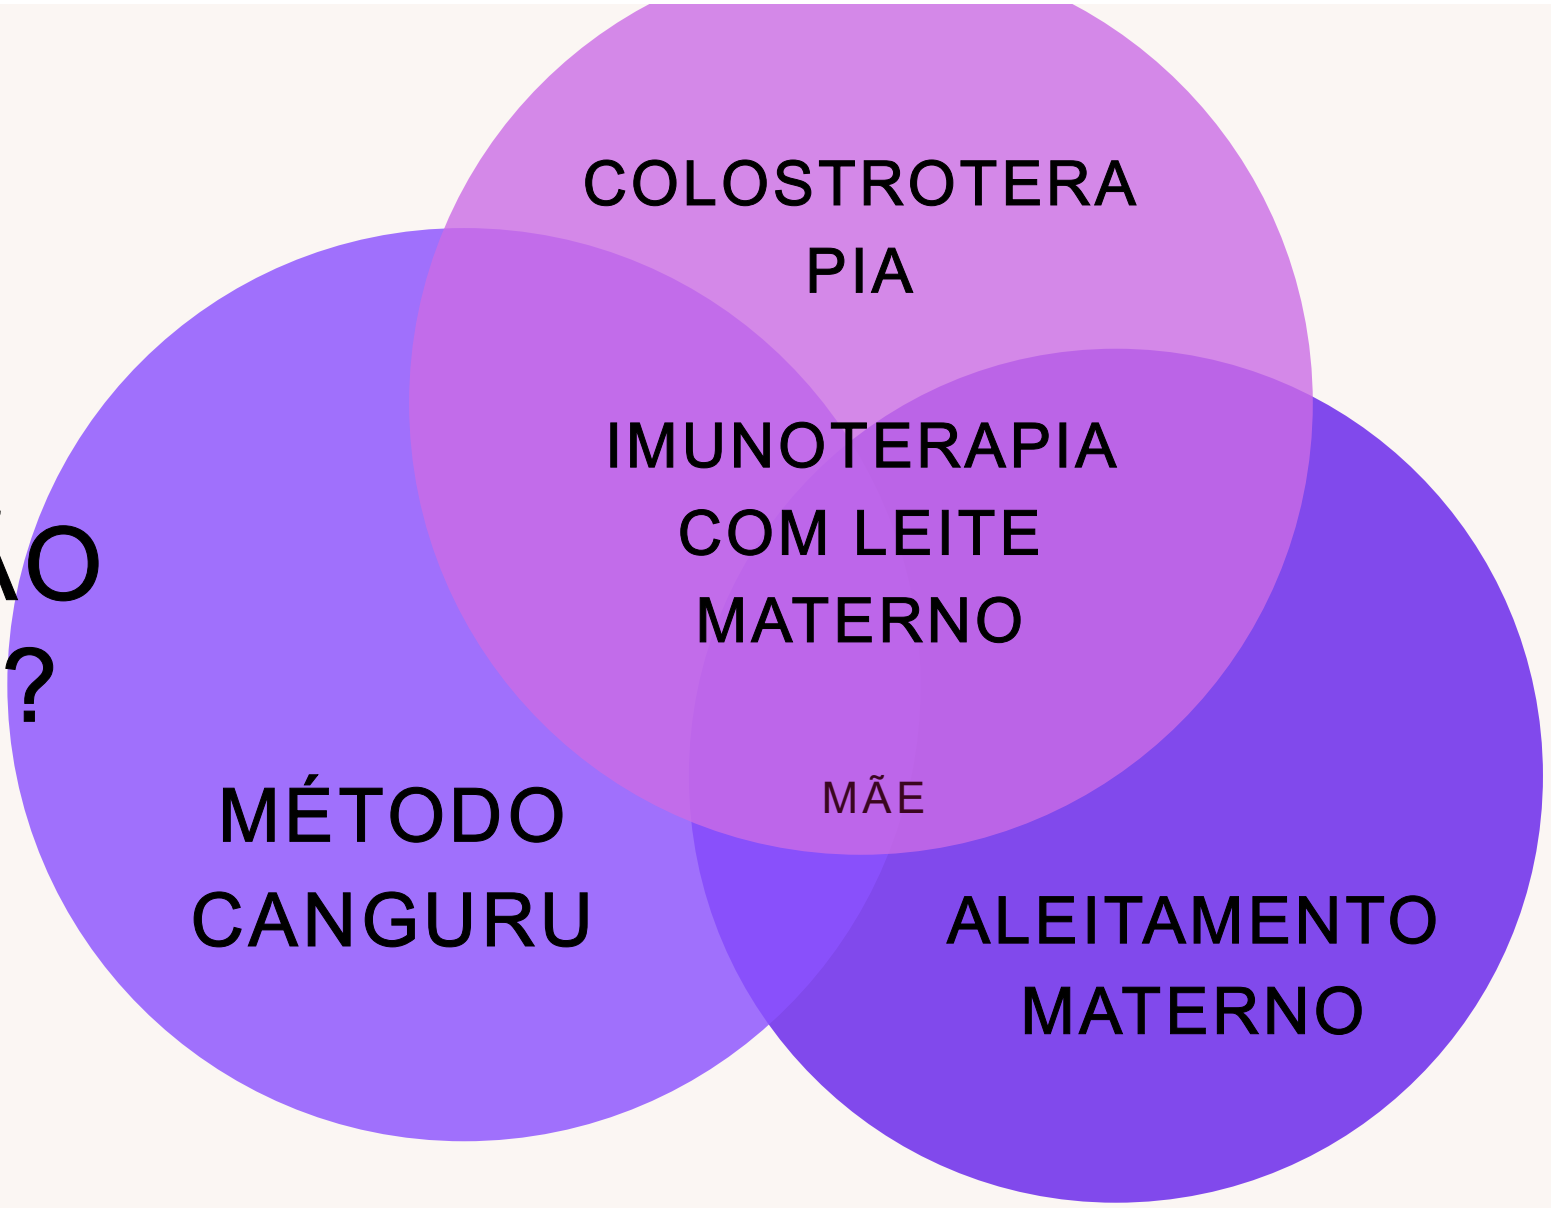 COLOSTROTERA
PIA
IMUNOTERAPIA
COM LEITE
MATERNO
ÃO
?
MÃE
MÉTODO
CANGURU
ALEITAMENTO
MATERNO